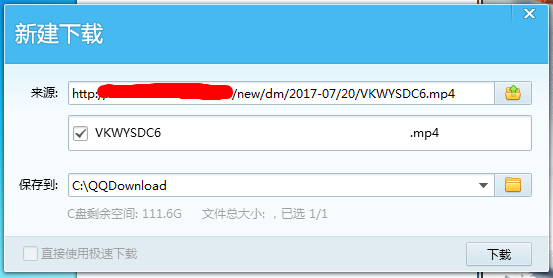 新建下载
来源: http: /new/dm/2017-07/20/VKWYSDC6.mp4
VKWYSDC6 .mp4
保存到: C:\QQDownload
C盘剩余空间: 111.6G 文件总大小: , 已选 1/1
直接使用极速下载 下载